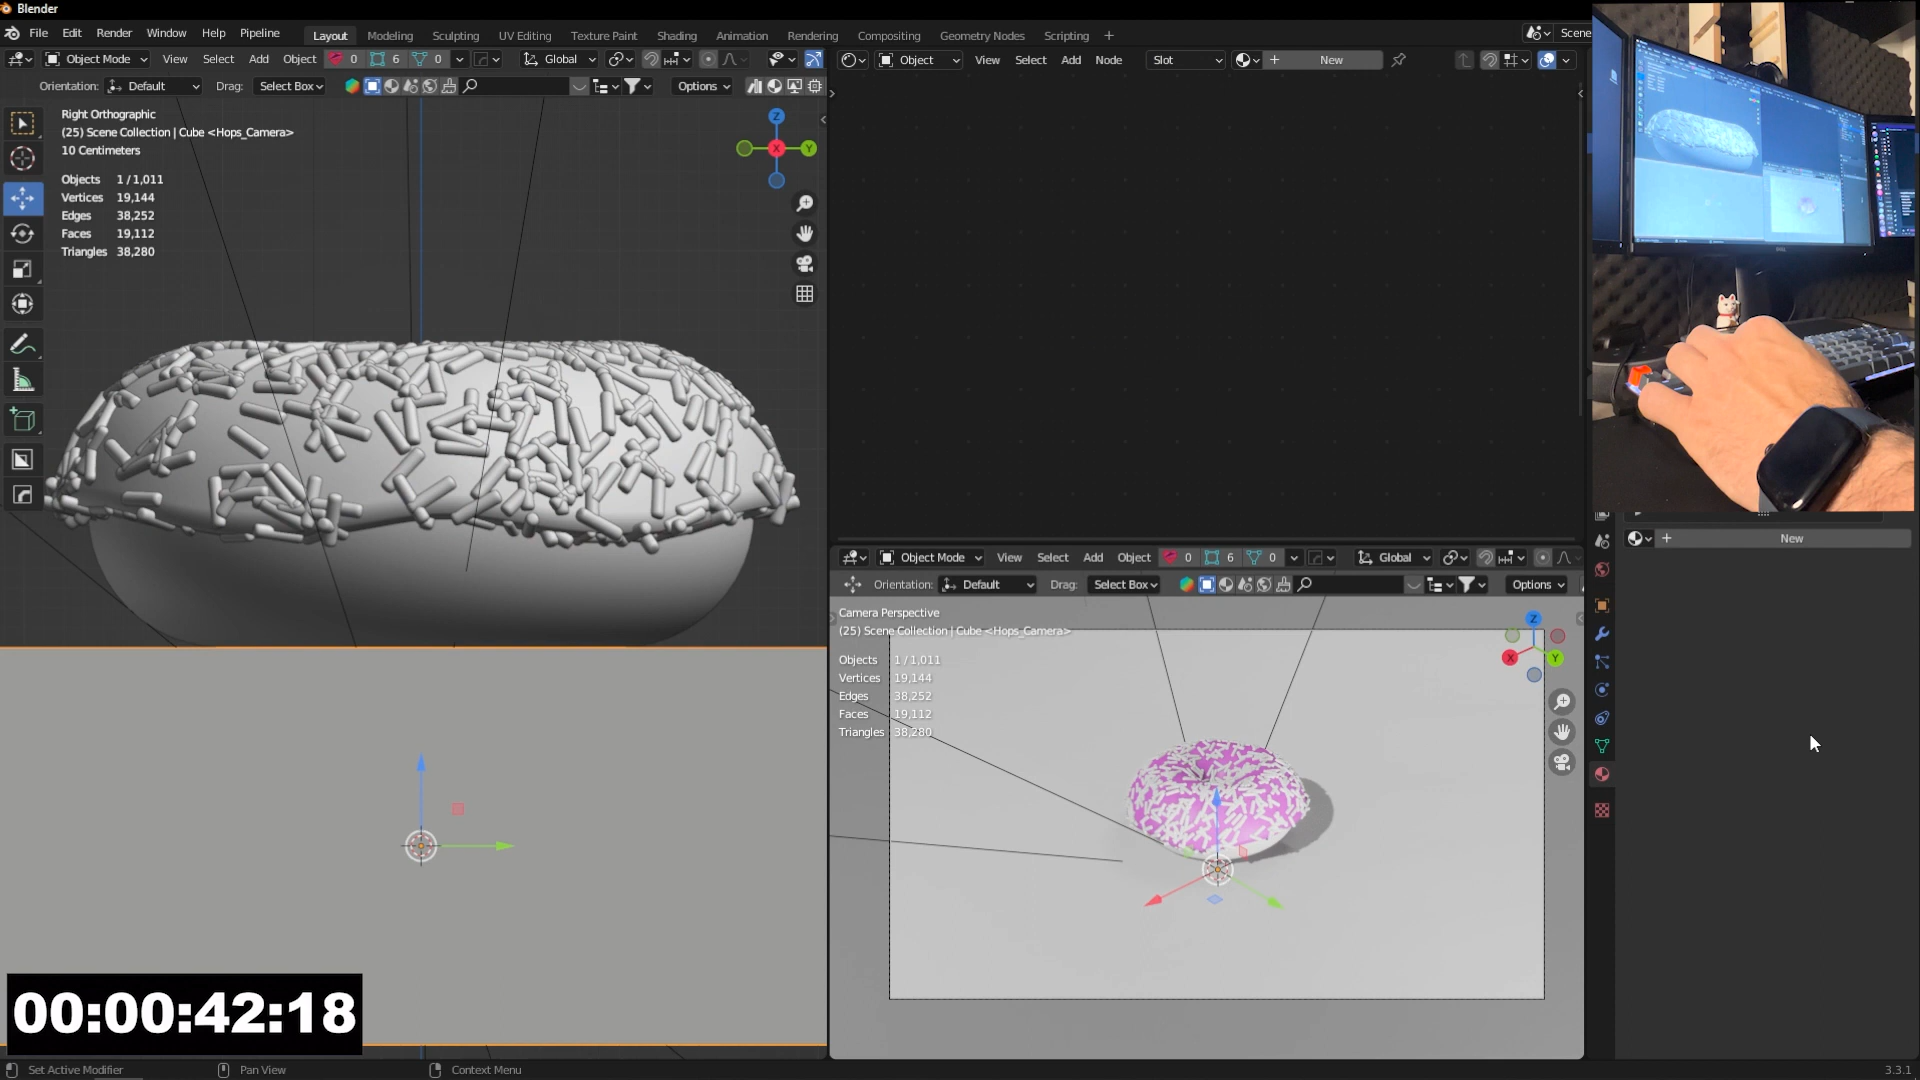 Blender
File Edit Render Window Help Pipeline
Layout Modeling Sculpting UV Editing Texture Paint Shading Animation Rendering Compositing Geometry Nodes Scripting +
Scene
Object Mode View Select Add Object 0 6 0 Global
Orientation: Default Drag: Select Box Options
Right Orthographic
(25) Scene Collection | Cube <Hops_Camera>
10 Centimeters
Objects 1 / 1,011
Vertices 19,144
Edges 38,252
Faces 19,112
Triangles 38,280
Z
X
Y
Object View Select Add Node Slot New
New
Object Mode View Select Add Object 0 6 0 Global
Orientation: Default Drag: Select Box Options
Camera Perspective
(25) Scene Collection | Cube <Hops_Camera>
Objects 1 / 1,011
Vertices 19,144
Edges 38,252
Faces 19,112
Triangles 38,280
Z
X
Y
00:00:42:18
Set Active Modifier Pan View Context Menu 3.3.1